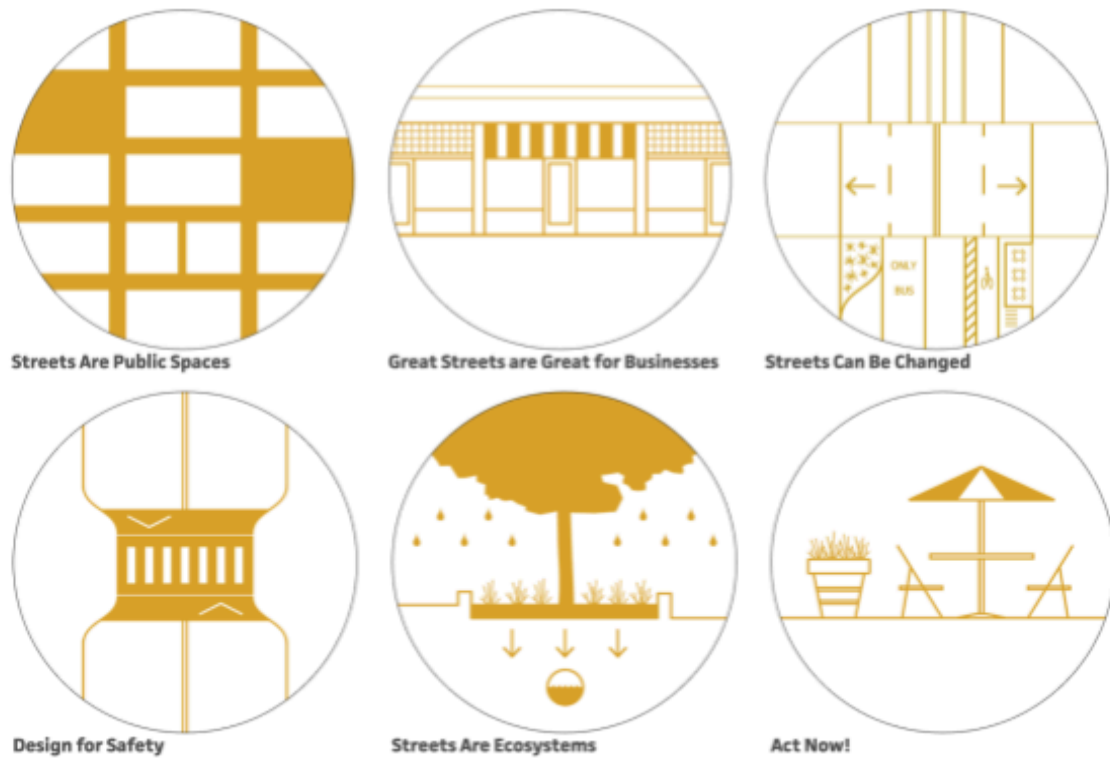 ONLY
BUS
Streets Are Public Spaces
Great Streets are Great for Businesses
Streets Can Be Changed
Design for Safety
Streets Are Ecosystems
Act Now!